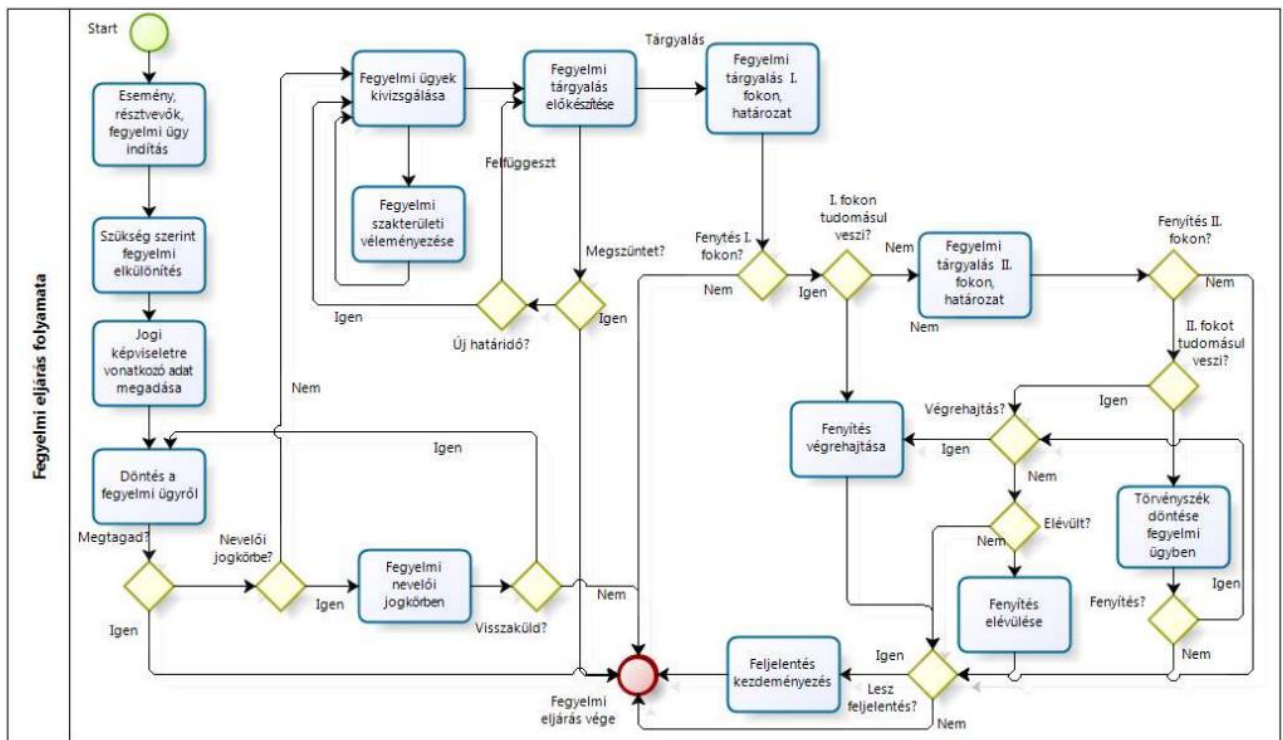 Fegyelmi eljárás folyamata
Start
Esemény,
résztvevők,
fegyelmi ügy
indítás
Szükség szerint
fegyelmi
elkülönítés
Jogi
képviseletre
vonatkozó adat
megadása
Döntés a
fegyelmi ügyről
Megtagad?
Igen
Nevelői
jogkörbe?
Nem
Igen
Fegyelmi
nevelői
jogkörben
Visszaküld?
Igen
Nem
Fegyelmi ügyek
kivizsgálása
Fegyelmi
szakterületi
véleményezése
Fegyelmi
tárgyalás
előkészítése
Felfüggeszt
Megszüntet?
Igen
Új határidő?
Igen
Tárgyalás
Fegyelmi
tárgyalás I.
fokon,
határozat
Fenytés I.
fokon?
Nem
Igen
I. fokon
tudomásul
veszi?
Nem
Nem
Fegyelmi
tárgyalás II.
fokon,
határozat
Fenyítés II.
fokon?
Nem
II. fokot
tudomásul
veszi?
Igen
Végrehajtás?
Igen
Nem
Fenyítés
végrehajtása
Elévült?
Nem
Fenyítés
elévülése
Törvényszék
döntése
fegyelmi
ügyben
Fenyítés?
Igen
Nem
Lesz
feljelentés?
Igen
Nem
Feljelentés
kezdeményezés
Fegyelmi
eljárás vége